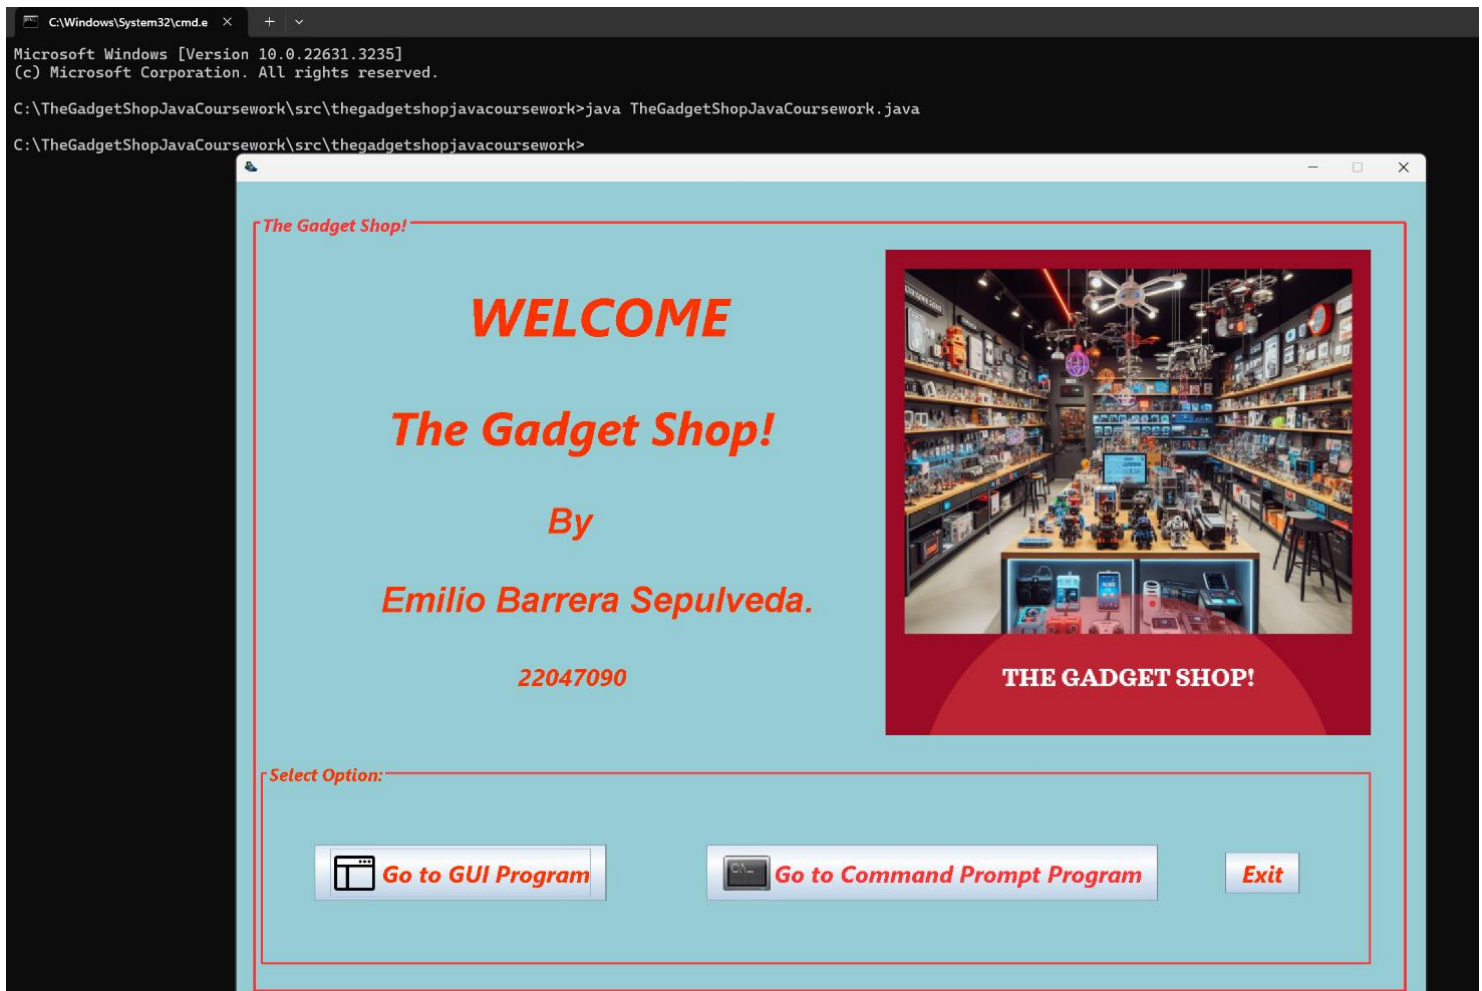 C:\Windows\System32\cmd.e
Microsoft Windows [Version 10.0.22631.3235]
(c) Microsoft Corporation. All rights reserved.
C:\TheGadgetShopJavaCoursework\src\thegadgetshopjavacoursework>java TheGadgetShopJavaCoursework.java
C:\TheGadgetShopJavaCoursework\src\thegadgetshopjavacoursework>
The Gadget Shop!
WELCOME
The Gadget Shop!
By
Emilio Barrera Sepulveda.
22047090
THE GADGET SHOP!
Select Option:
Go to GUI Program
C:\_
Go to Command Prompt Program
Exit